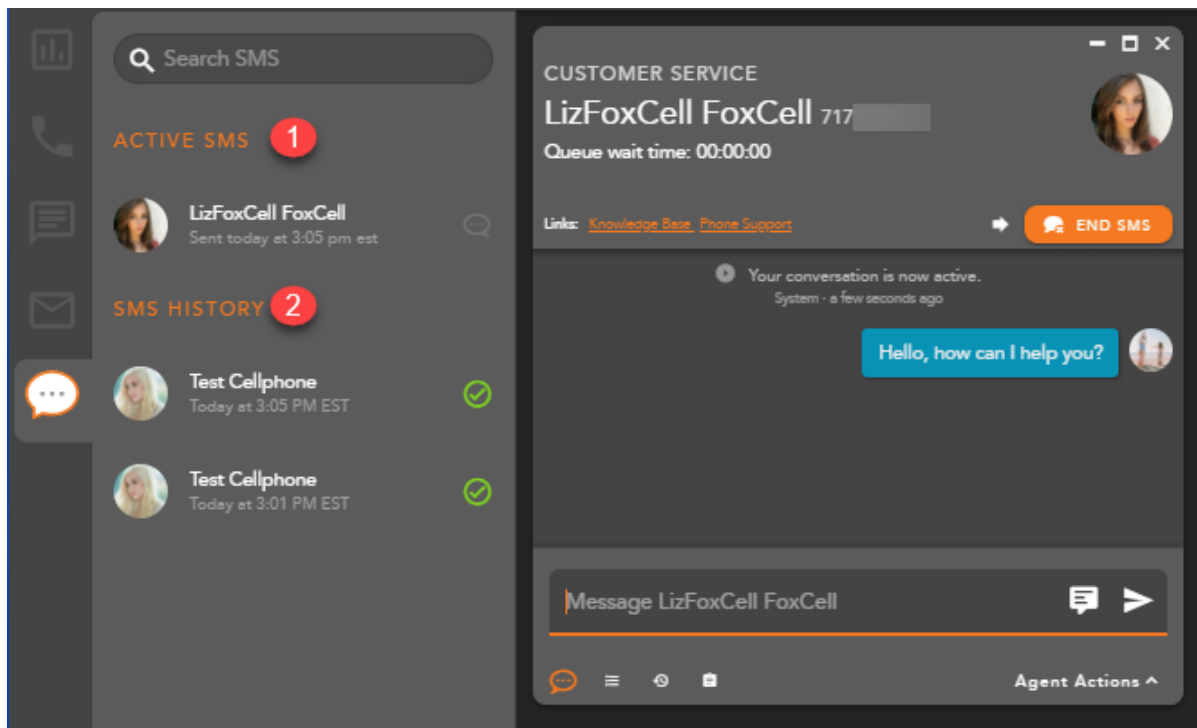 Search SMS
ACTIVE SMS 1
LizFoxCell FoxCell
Sent today at 3:05 pm est
SMS HISTORY 2
Test Cellphone
Today at 3:05 PM EST
Test Cellphone
Today at 3:01 PM EST
CUSTOMER SERVICE
LizFoxCell FoxCell 717
Queue wait time: 00:00:00
Links: Knowledge Base Phone Support
END SMS
Your conversation is now active.
System - a few seconds ago
Hello, how can I help you?
Message LizFoxCell FoxCell
Agent Actions